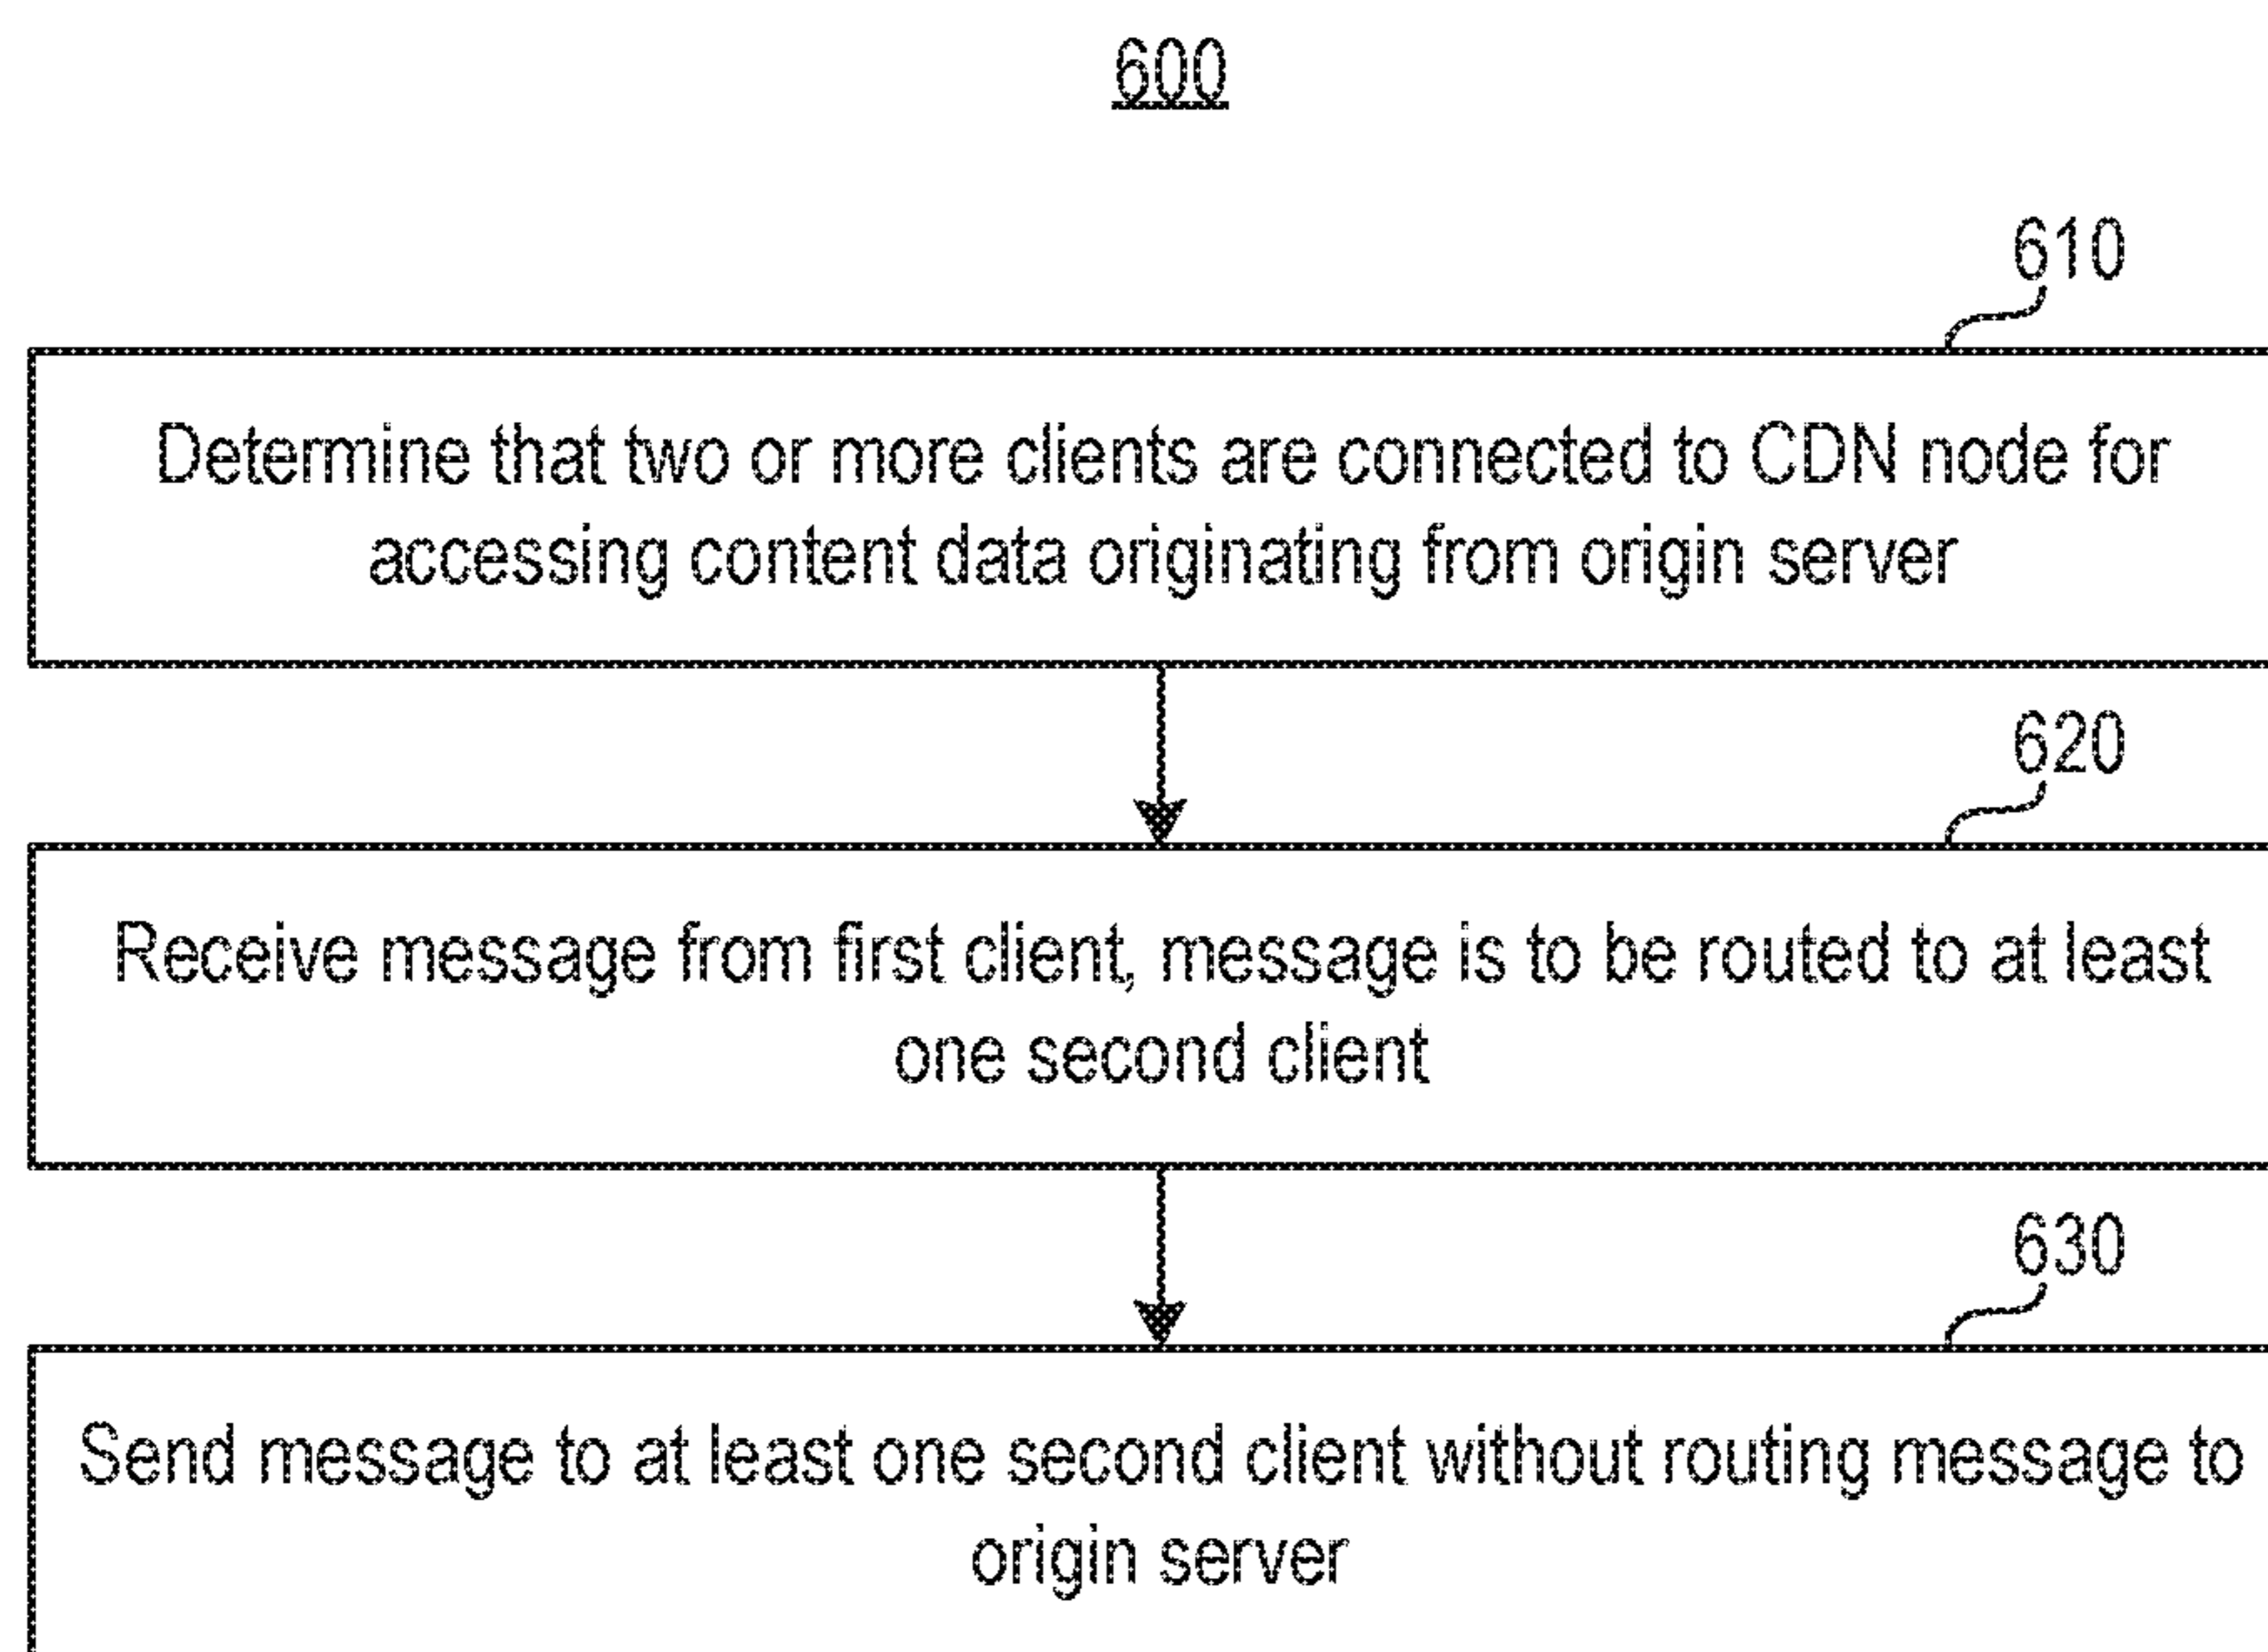 600
610
Determine that two or more clients are connected to CDN node for
accessing content data originating from origin server
620
Receive message from first client, message is to be routed to at least
one second client
630
Send message to at least one second client without routing message to
origin server